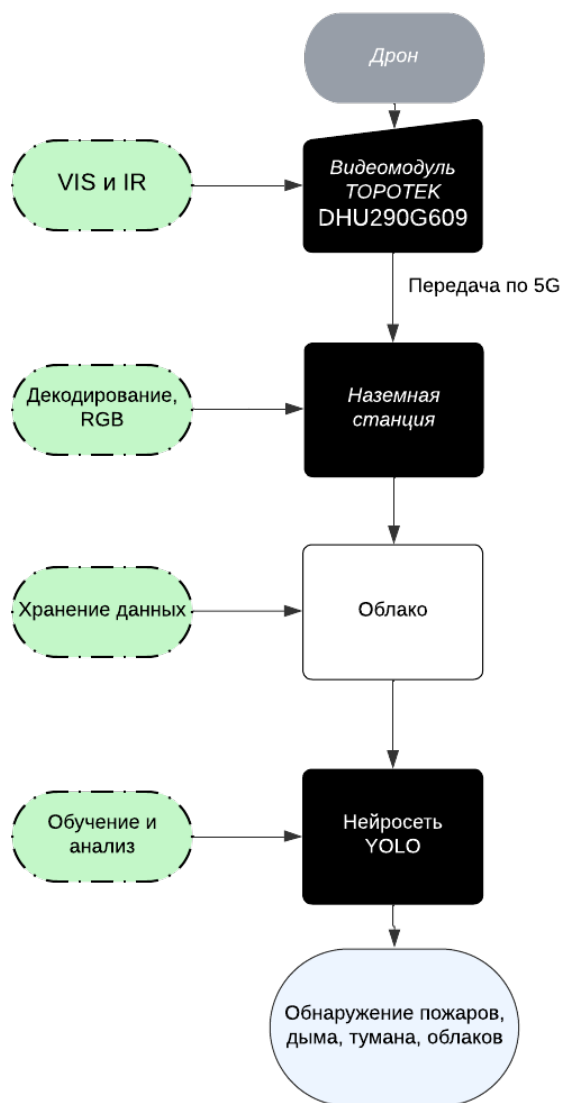 Дрон
VIS и IR
Видеомодуль
TOPOTEK
DHU290G609
Передача по 5G
Декодирование,
RGB
Наземная
станция
Хранение данных
Облако
Обучение и
анализ
Нейросеть
YOLO
Обнаружение пожаров,
дыма, тумана, облаков